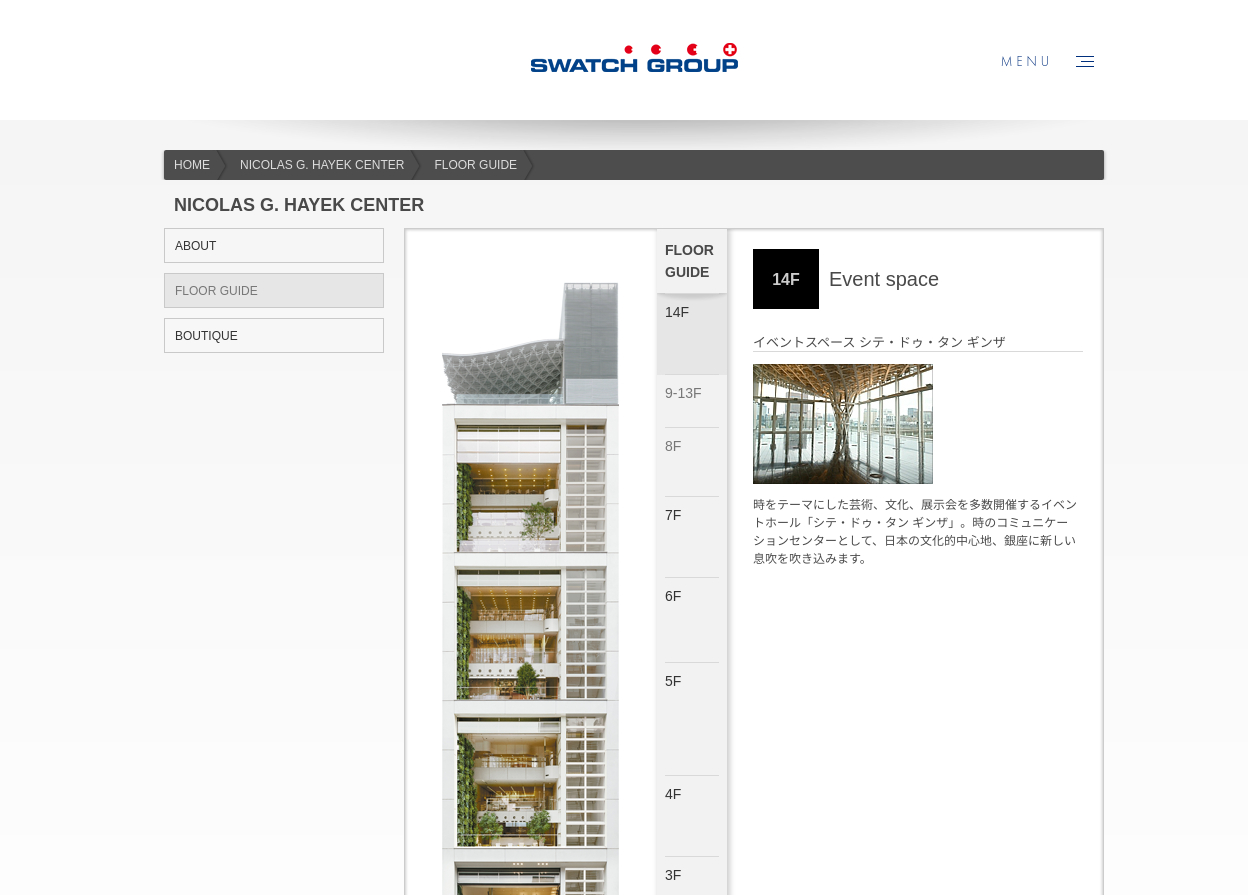 SWATCH GROUP
MENU
HOME
NICOLAS G. HAYEK CENTER
FLOOR GUIDE
NICOLAS G. HAYEK CENTER
ABOUT
FLOOR GUIDE
BOUTIQUE
FLOOR
GUIDE
14F
9-13F
8F
7F
6F
5F
4F
3F
14F
Event space
イベントスペース シテ・ドゥ・タン ギンザ
時をテーマにした芸術、文化、展示会を多数開催するイベン
トホール「シテ・ドゥ・タン ギンザ」。時のコミュニケー
ションセンターとして、日本の文化的中心地、銀座に新しい
息吹を吹き込みます。